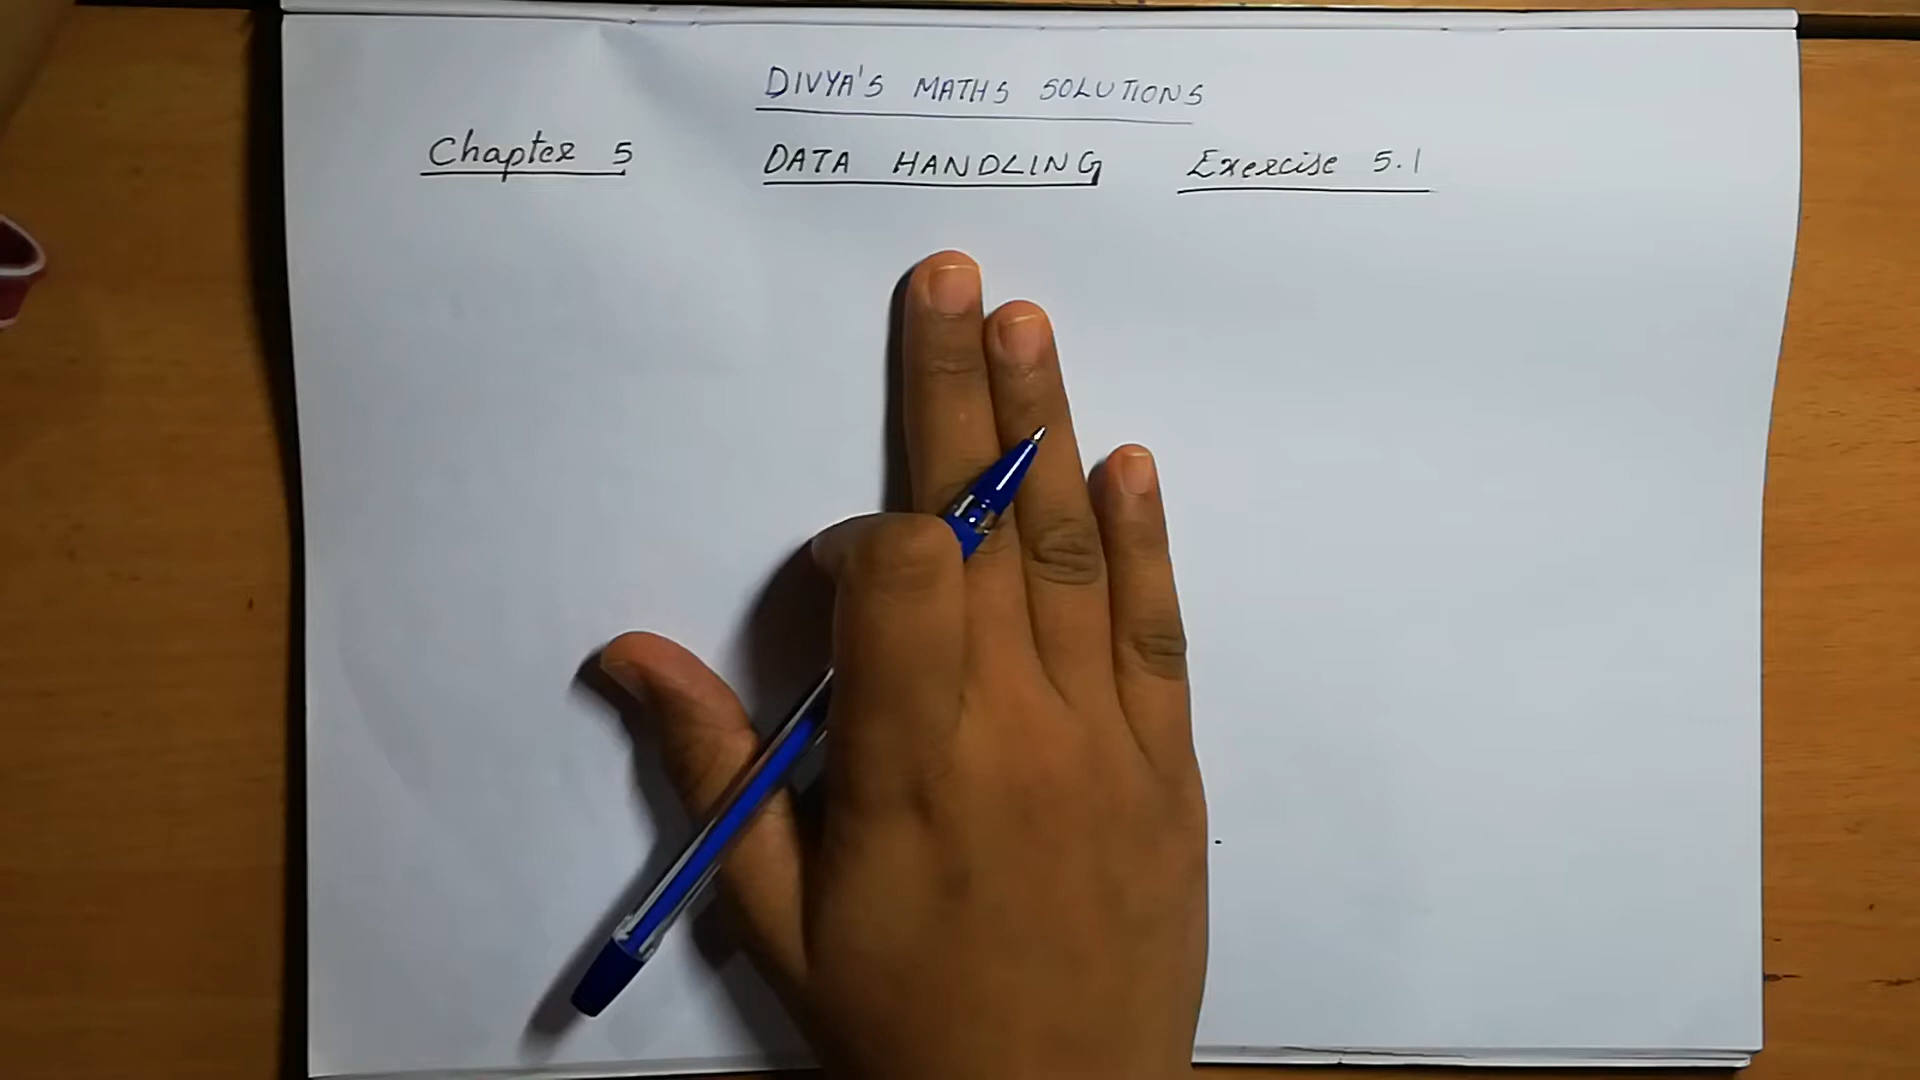 DIVYA'S MATHS SOLUTIONS
Chapter 5 DATA HANDLING Exercise 5.1